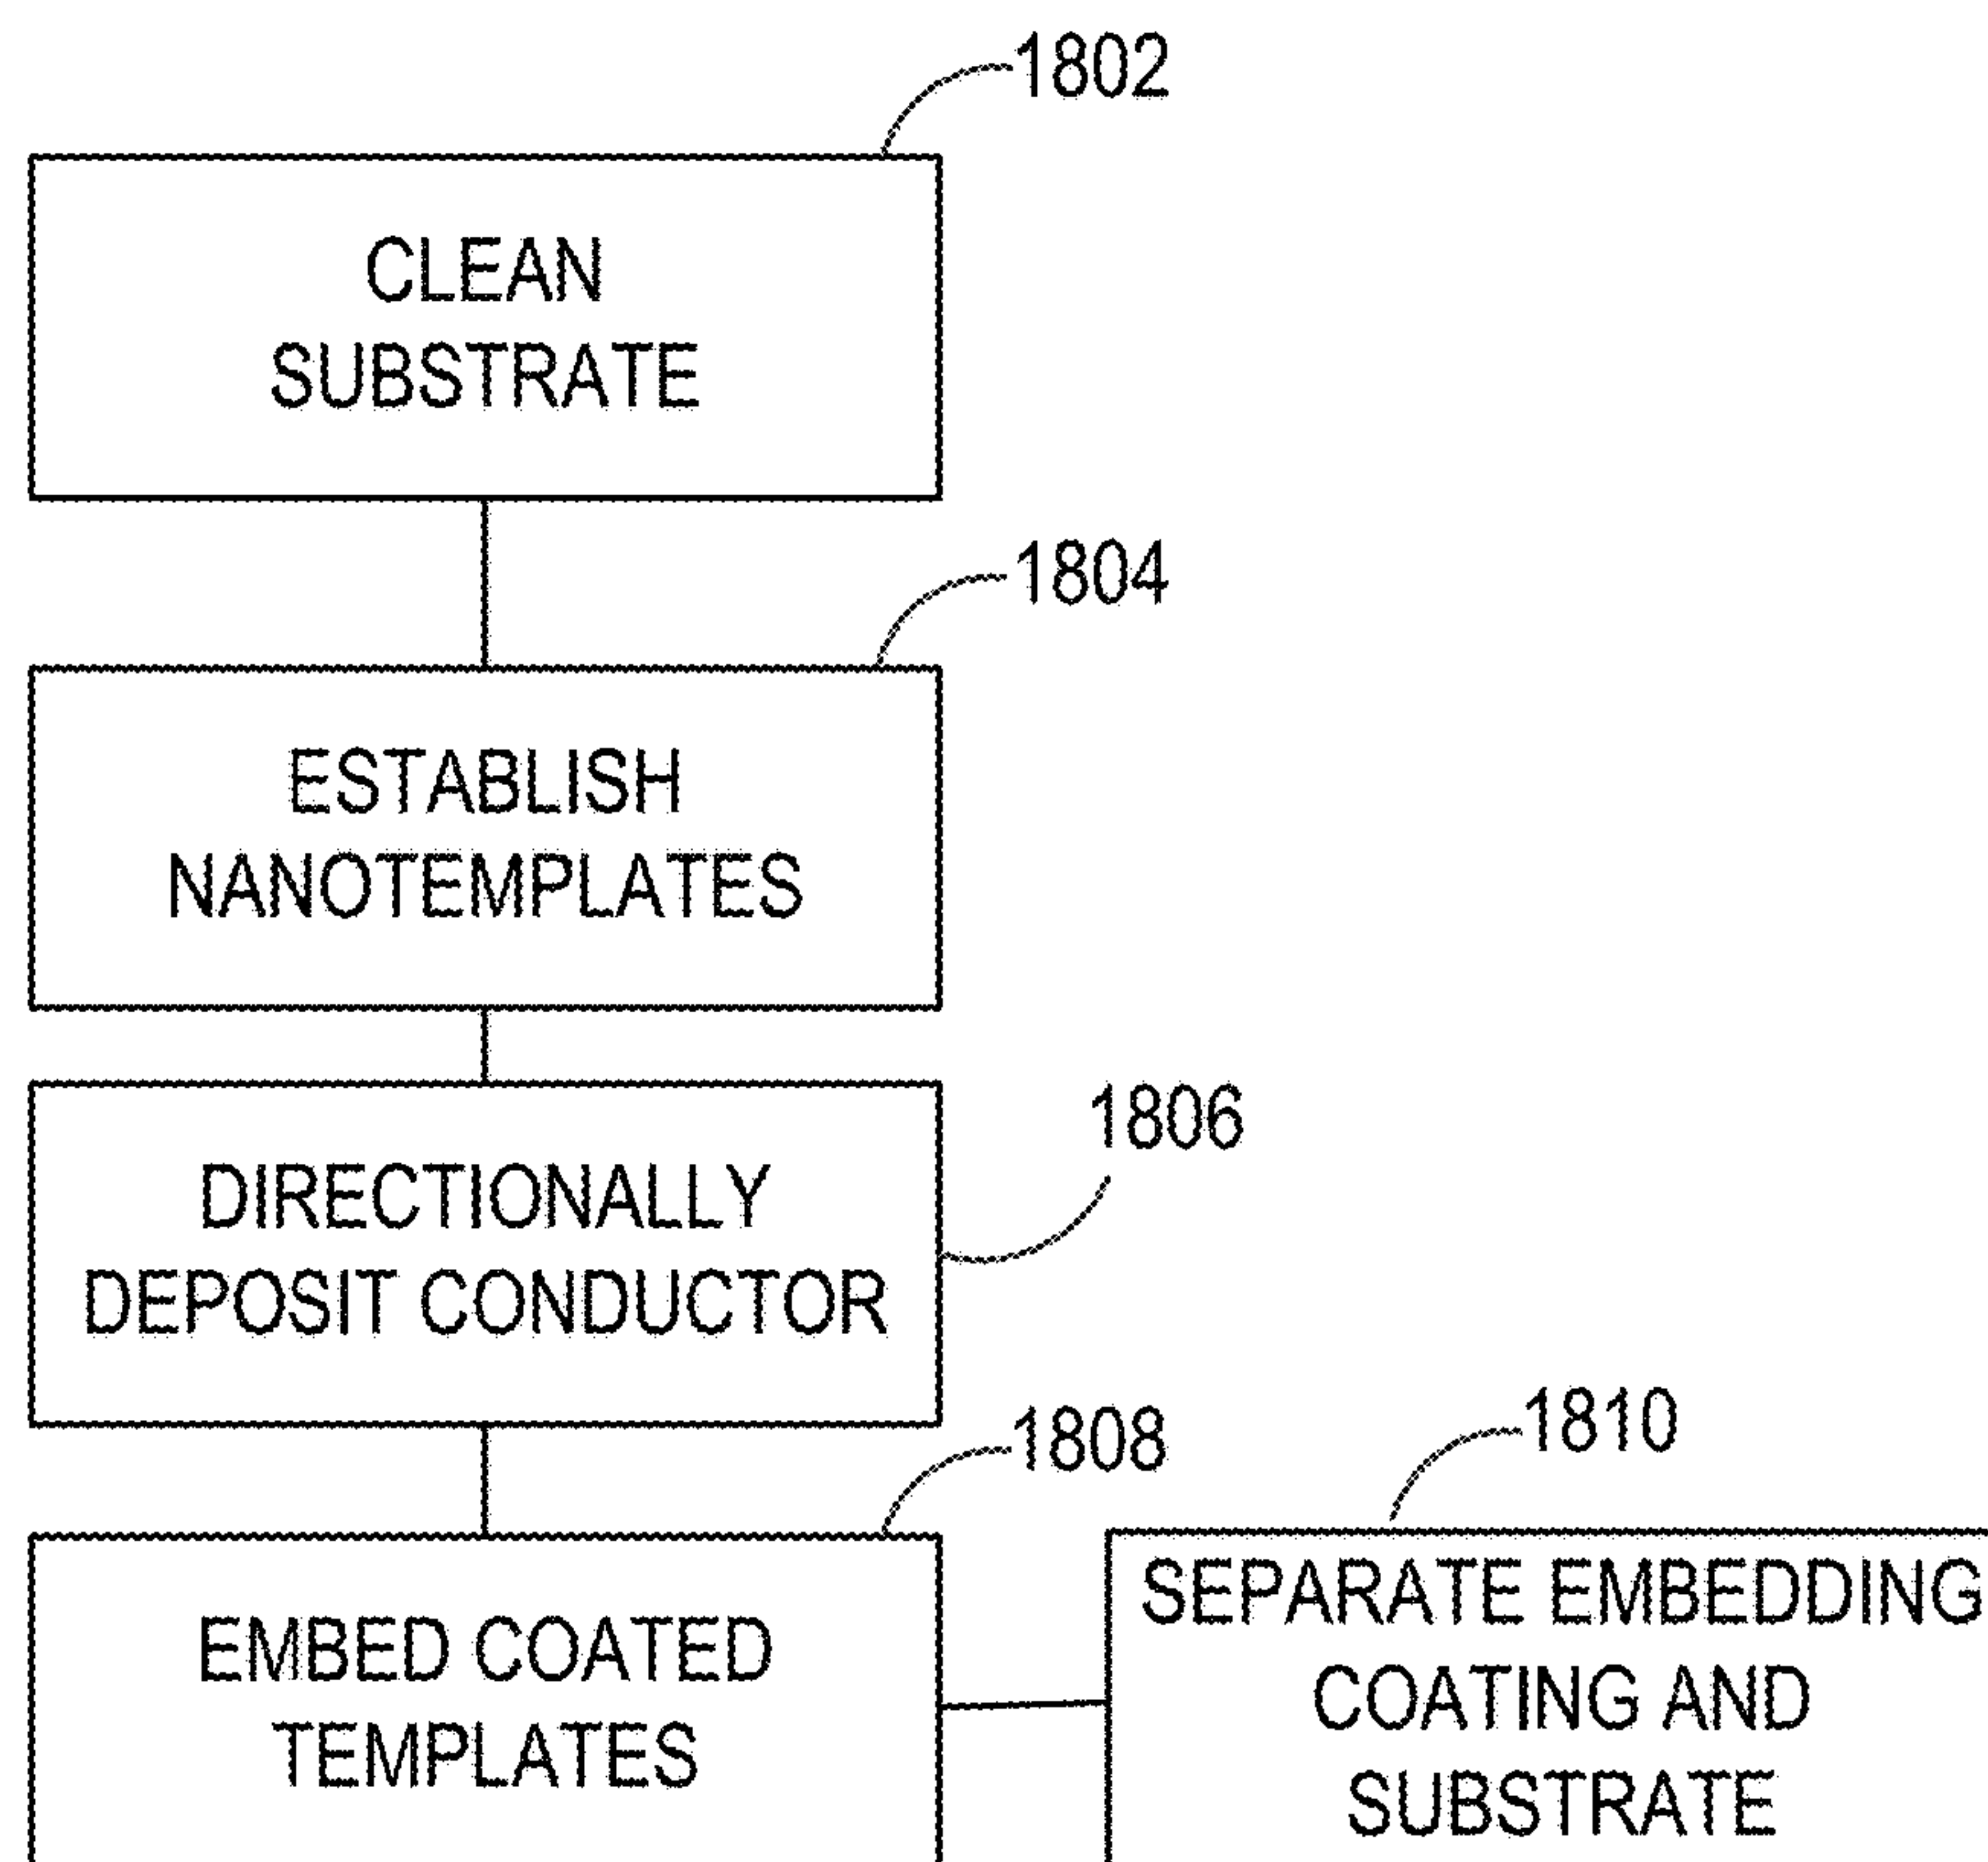 1802
CLEAN
SUBSTRATE
1804
ESTABLISH
NANOTEMPLATES
1806
DIRECTIONALLY
DEPOSIT CONDUCTOR
1808
EMBED COATED
TEMPLATES
1810
SEPARATE EMBEDDING
COATING AND
SUBSTRATE